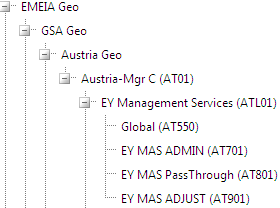 EMEIA Geo
GSA Geo
Austria Geo
Austria-Mgr C (AT01)
EY Management Services (ATL01)
Global (AT550)
EY MAS ADMIN (AT701)
EY MAS PassThrough (AT801)
EY MAS ADJUST (AT901)